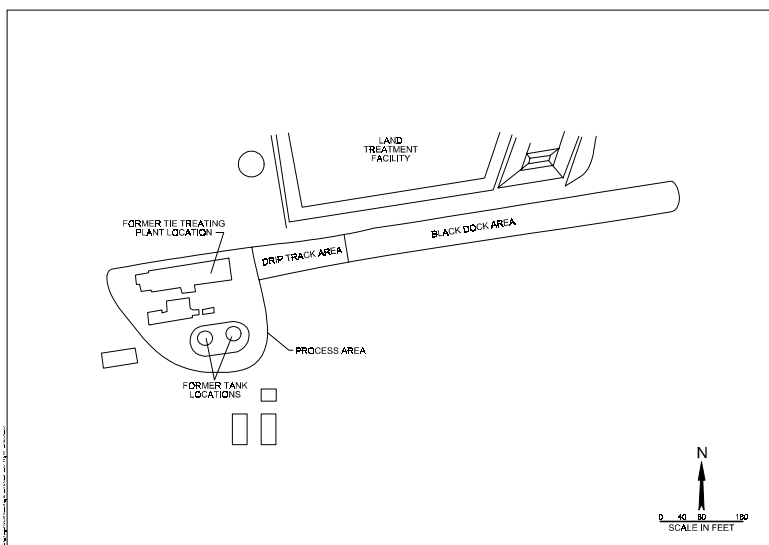 LAND
TREATMENT
FACILITY
FORMER TIE TREATING
PLANT LOCATION
BLACK DOCK AREA
DRIP TRACK AREA
PROCESS AREA
FORMER TANK
LOCATIONS
N
0 40 80 160
SCALE IN FEET